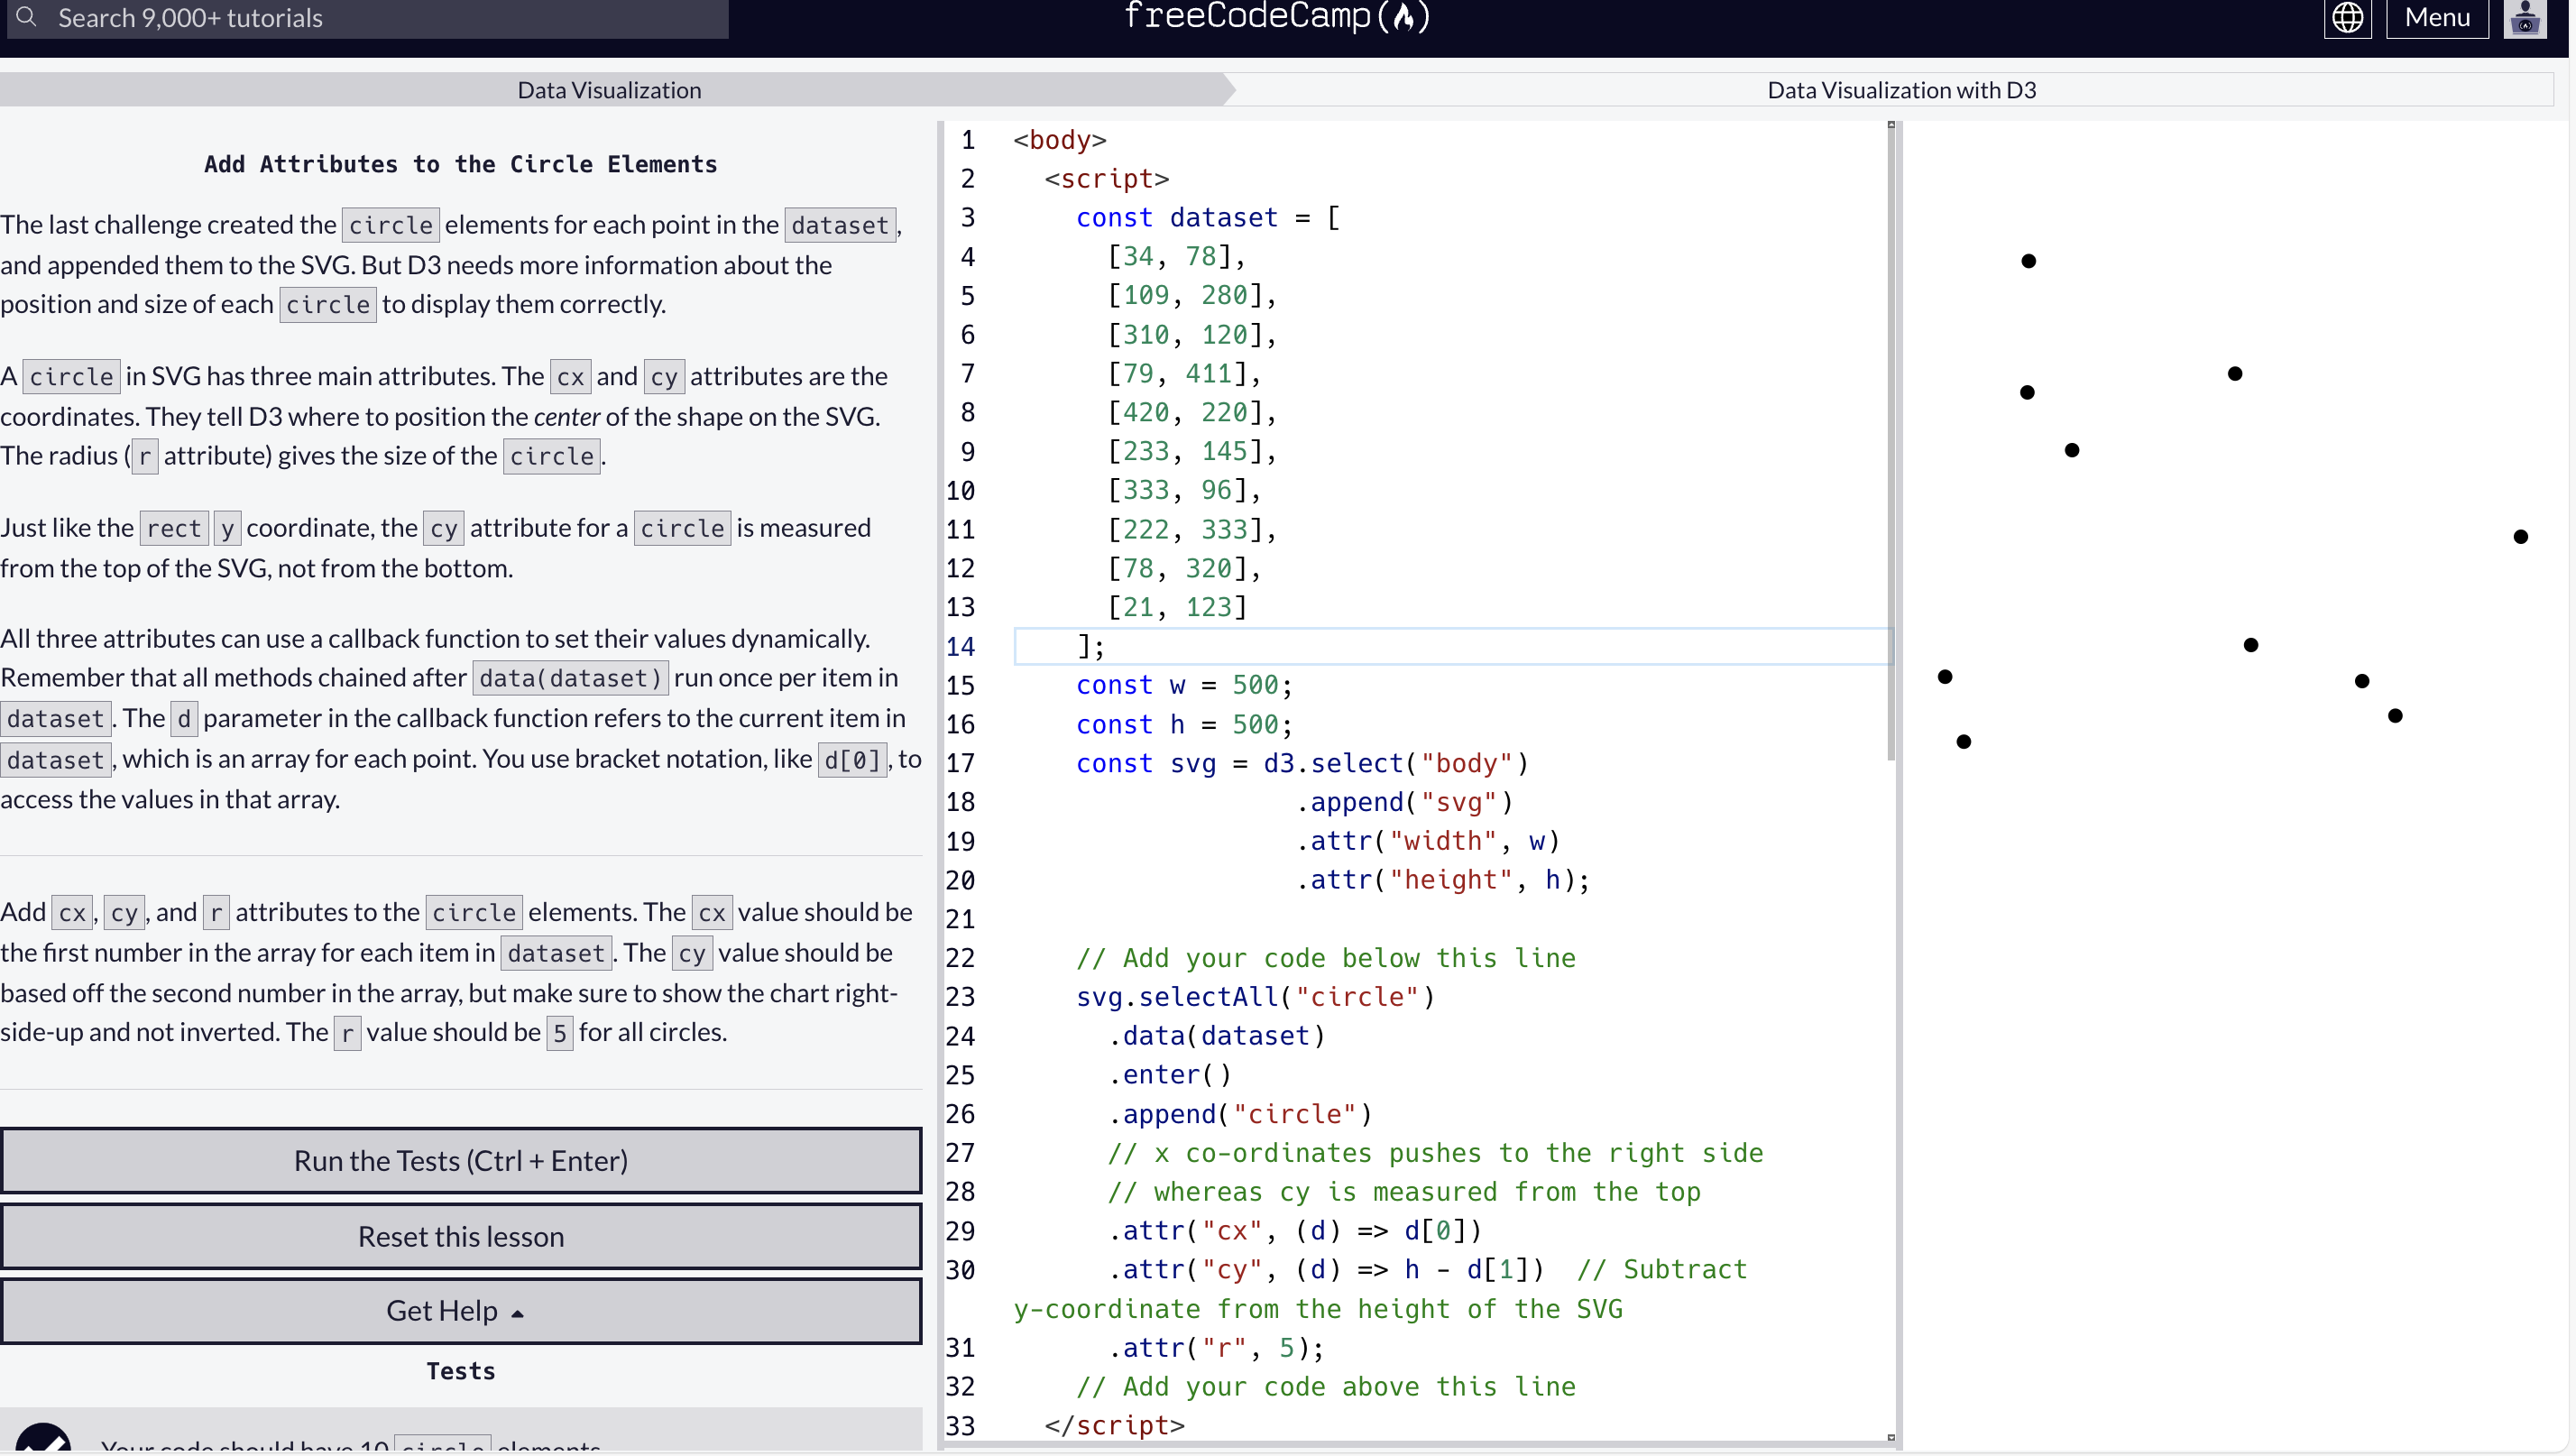 Search 9,000+ tutorials
freeCodeCamp
Menu
Data Visualization
Data Visualization with D3
Add Attributes to the Circle Elements
The last challenge created the circle elements for each point in the dataset,
and appended them to the SVG. But D3 needs more information about the
position and size of each circle to display them correctly.
A circle in SVG has three main attributes. The cx and cy attributes are the
coordinates. They tell D3 where to position the center of the shape on the SVG.
The radius (r attribute) gives the size of the circle.
Just like the rect y coordinate, the cy attribute for a circle is measured
from the top of the SVG, not from the bottom.
All three attributes can use a callback function to set their values dynamically.
Remember that all methods chained after data(dataset) run once per item in
dataset. The d parameter in the callback function refers to the current item in
dataset, which is an array for each point. You use bracket notation, like d[0], to
access the values in that array.
Add cx, cy, and r attributes to the circle elements. The cx value should be
the first number in the array for each item in dataset. The cy value should be
based off the second number in the array, but make sure to show the chart right-
side-up and not inverted. The r value should be 5 for all circles.
Run the Tests (Ctrl + Enter)
Reset this lesson
Get Help
Tests
Your code should have 10 circle elements.
1 <body>
2 <script>
3 const dataset = [
4 [34, 78],
5 [109, 280],
6 [310, 120],
7 [79, 411],
8 [420, 220],
9 [233, 145],
10 [333, 96],
11 [222, 333],
12 [78, 320],
13 [21, 123]
14 ];
15 const w = 500;
16 const h = 500;
17 const svg = d3.select("body")
18 .append("svg")
19 .attr("width", w)
20 .attr("height", h);
21
22 // Add your code below this line
23 svg.selectAll("circle")
24 .data(dataset)
25 .enter()
26 .append("circle")
27 // x co-ordinates pushes to the right side
28 // whereas cy is measured from the top
29 .attr("cx", (d) => d[0])
30 .attr("cy", (d) => h - d[1]) // Subtract
y-coordinate from the height of the SVG
31 .attr("r", 5);
32 // Add your code above this line
33 </script>